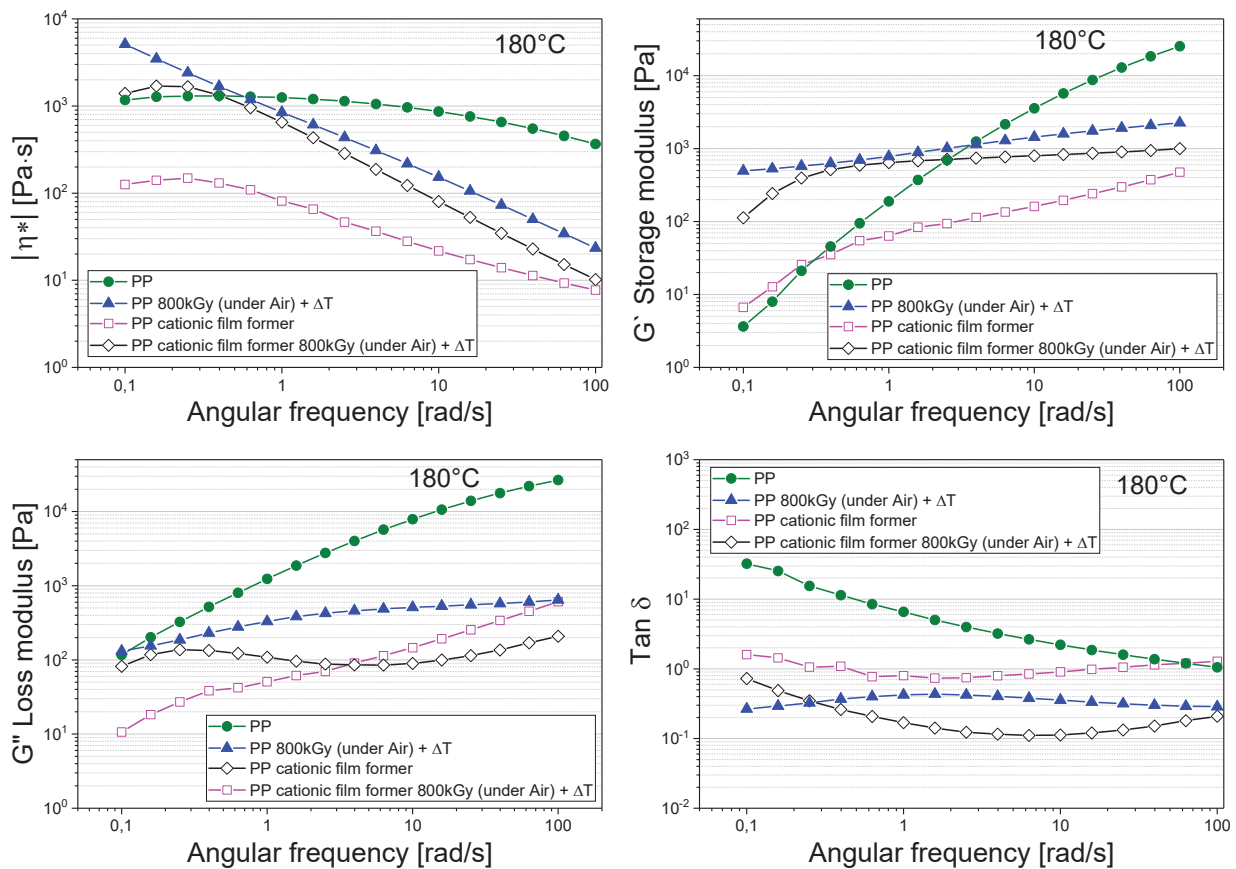 10⁴
10³
10²
10¹
10⁰
|η*| [Pa·s]
180°C
PP
PP 800kGy (under Air) + ΔT
PP cationic film former
PP cationic film former 800kGy (under Air) + ΔT
0,1 1 10 100
Angular frequency [rad/s]
10⁴
10³
10²
10¹
10⁰
G` Storage modulus [Pa]
180°C
PP
PP 800kGy (under Air) + ΔT
PP cationic film former
PP cationic film former 800kGy (under Air) + ΔT
0,1 1 10 100
Angular frequency [rad/s]
10⁴
10³
10²
10¹
10⁰
G" Loss modulus [Pa]
180°C
PP
PP 800kGy (under Air) + ΔT
PP cationic film former
PP cationic film former 800kGy (under Air) + ΔT
0,1 1 10 100
Angular frequency [rad/s]
10³
10²
10¹
10⁰
10⁻¹
10⁻²
Tan δ
180°C
PP
PP 800kGy (under Air) + ΔT
PP cationic film former
PP cationic film former 800kGy (under Air) + ΔT
0,1 1 10 100
Angular frequency [rad/s]